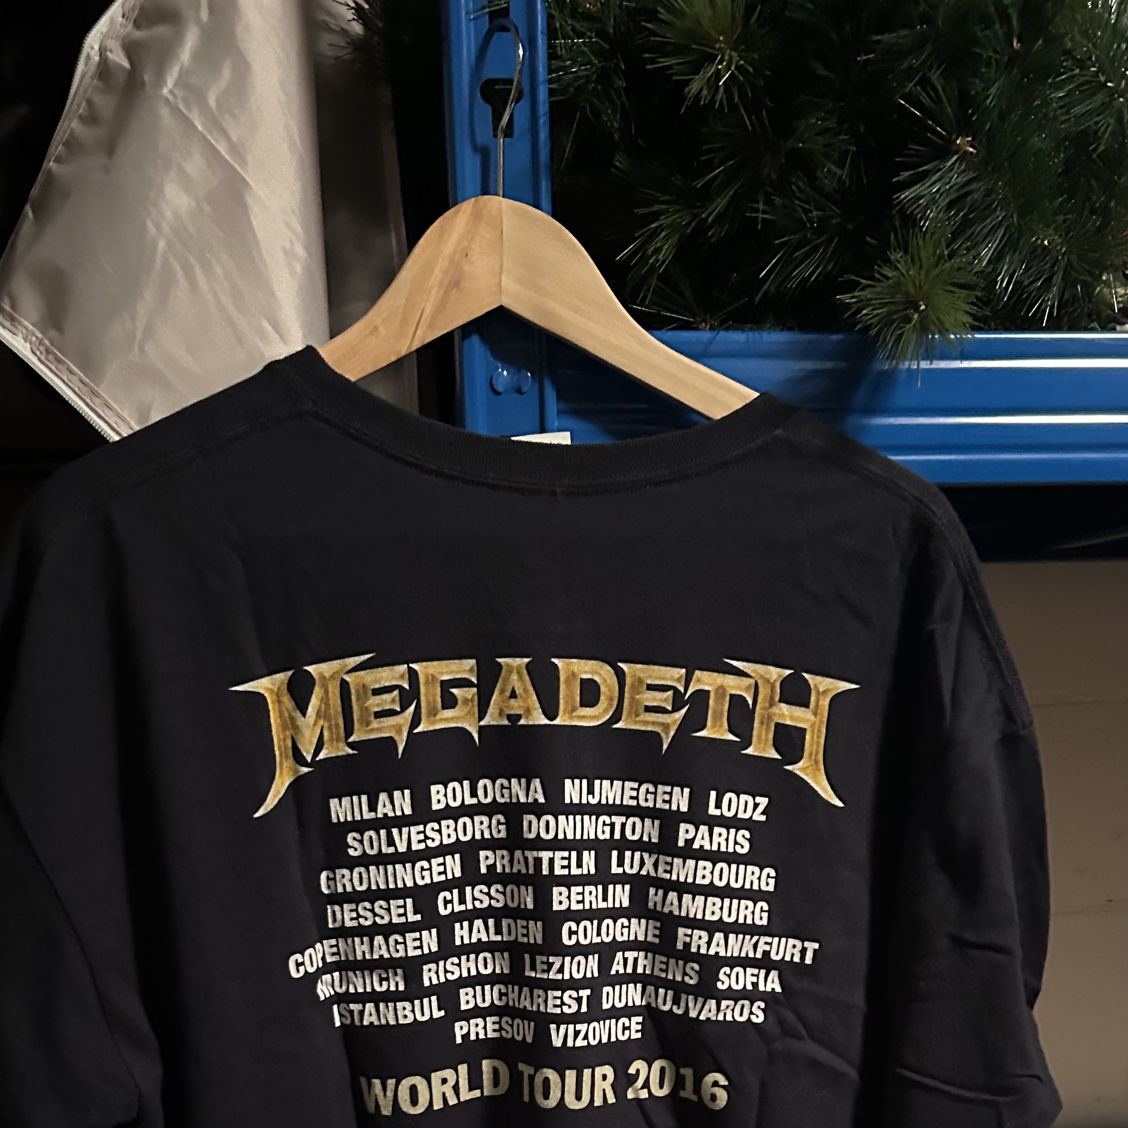 MEGADETH
MILAN BOLOGNA NIJMEGEN LODZ
SOLVESBORG DONINGTON PARIS
GRONINGEN PRATTELN LUXEMBOURG
DESSEL CLISSON BERLIN HAMBURG
COPENHAGEN HALDEN COLOGNE FRANKFURT
MUNICH RISHON LEZION ATHENS SOFIA
ISTANBUL BUCHAREST DUNAUJVAROS
PRESOV VIZOVICE
WORLD TOUR 2016